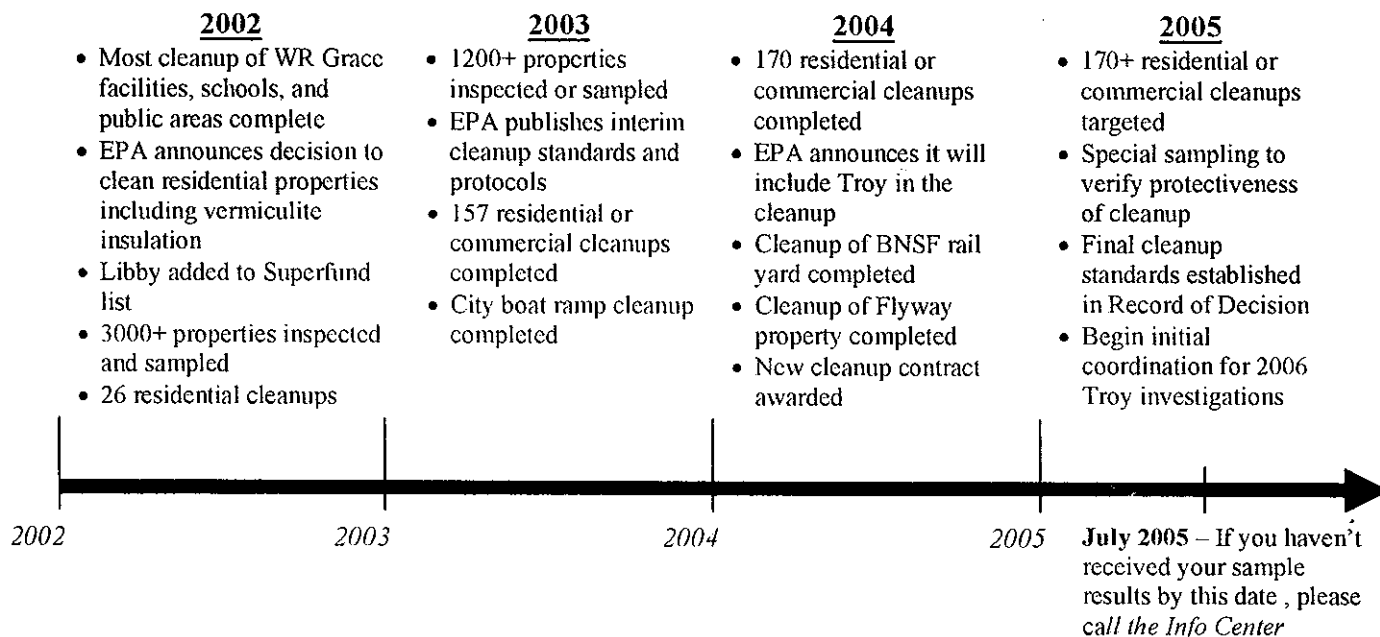 2002
• Most cleanup of WR Grace
facilities, schools, and
public areas complete
• EPA announces decision to
clean residential properties
including vermiculite
insulation
• Libby added to Superfund
list
• 3000+ properties inspected
and sampled
• 26 residential cleanups
2003
• 1200+ properties
inspected or sampled
• EPA publishes interim
cleanup standards and
protocols
• 157 residential or
commercial cleanups
completed
• City boat ramp cleanup
completed
2004
• 170 residential or
commercial cleanups
completed
• EPA announces it will
include Troy in the
cleanup
• Cleanup of BNSF rail
yard completed
• Cleanup of Flyway
property completed
• New cleanup contract
awarded
2005
• 170+ residential or
commercial cleanups
targeted
• Special sampling to
verify protectiveness
of cleanup
• Final cleanup
standards established
in Record of Decision
• Begin initial
coordination for 2006
Troy investigations
2002
2003
2004
2005
July 2005 – If you haven't
received your sample
results by this date , please
call the Info Center